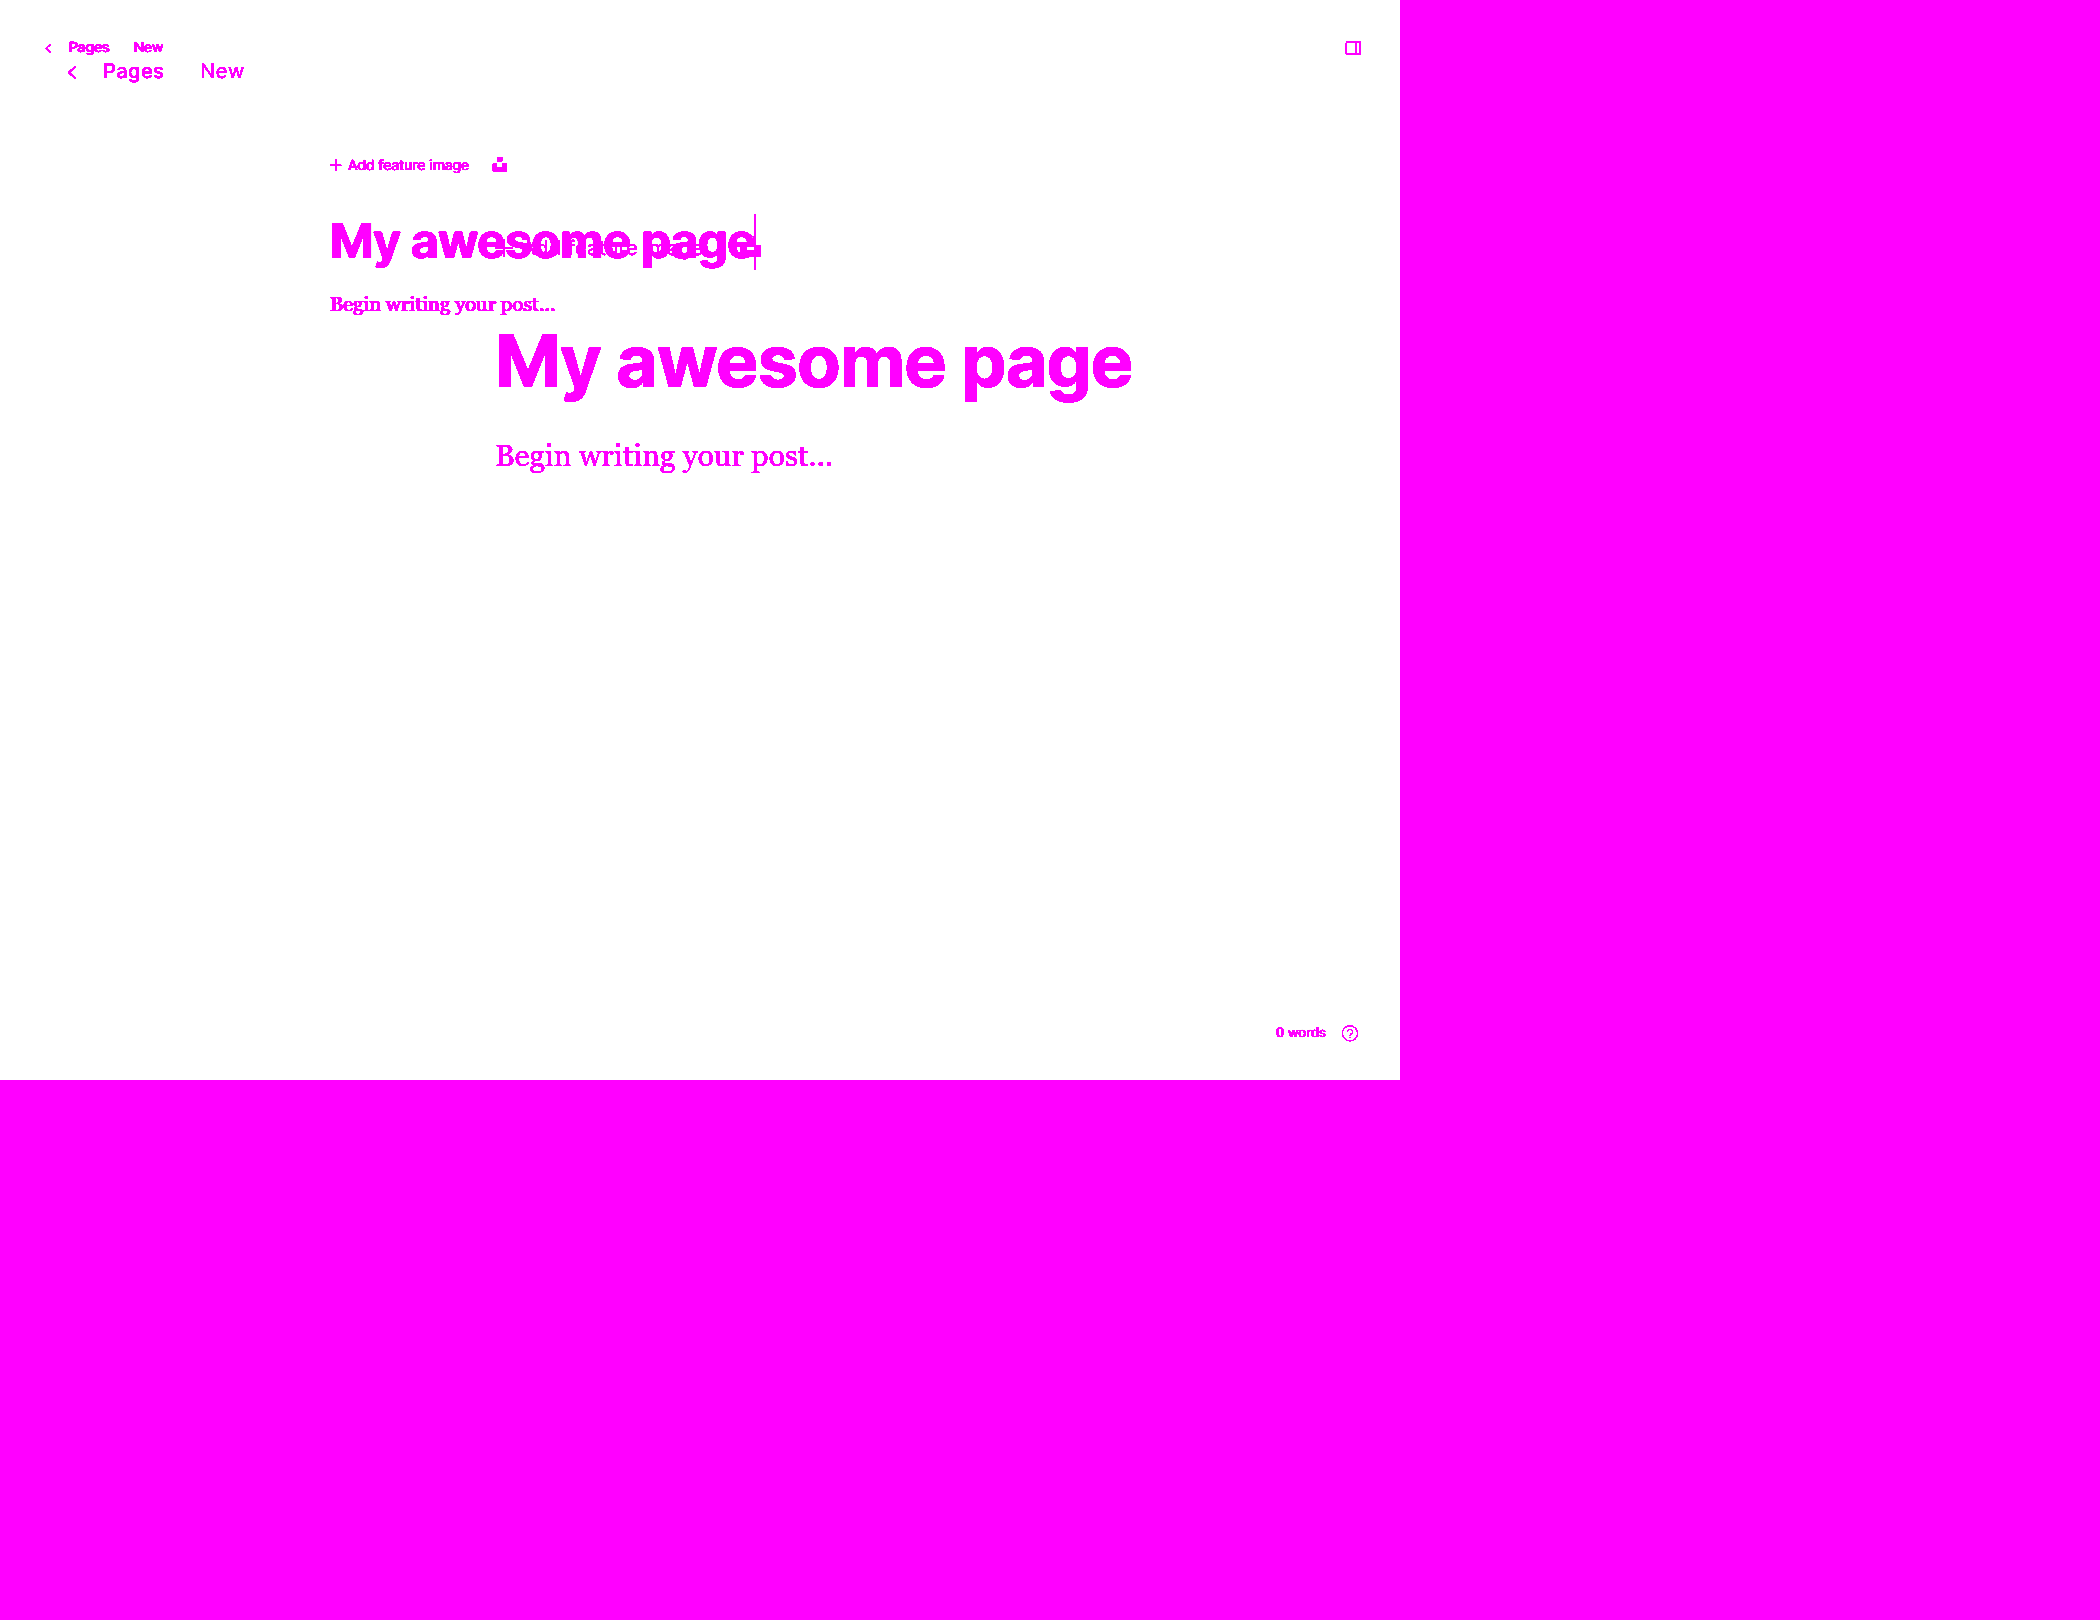 Pages New
Pages New
+ Add feature image
My awesome page
Begin writing your post...
My awesome page
Begin writing your post...
0 words